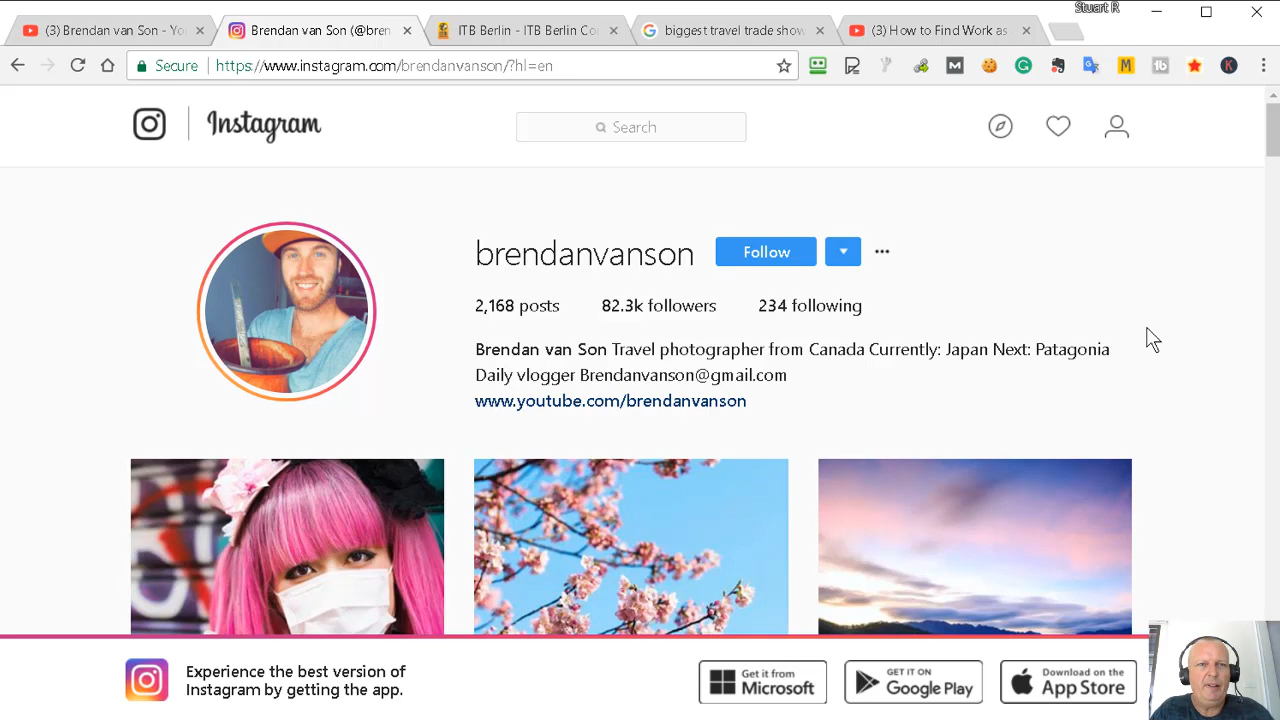 Stuart R
(3) Brendan van Son - Yo
Brendan van Son (@bren
ITB Berlin - ITB Berlin Co
biggest travel trade show
(3) How to Find Work as
Secure https://www.instagram.com/brendanvanson/?hl=en
Instagram
Search
brendanvanson Follow
2,168 posts 82.3k followers 234 following
Brendan van Son Travel photographer from Canada Currently: Japan Next: Patagonia
Daily vlogger Brendanvanson@gmail.com
www.youtube.com/brendanvanson
Experience the best version of
Instagram by getting the app.
Get it from
Microsoft
GET IT ON
Google Play
Download on the
App Store